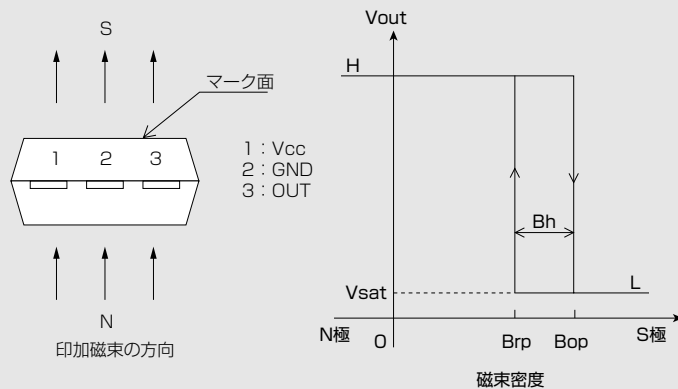 S
マーク面
1 2 3
1：Vcc
2：GND
3：OUT
N
印加磁束の方向
Vout
H
Bh
Vsat
L
N極 O Brp Bop S極
磁束密度